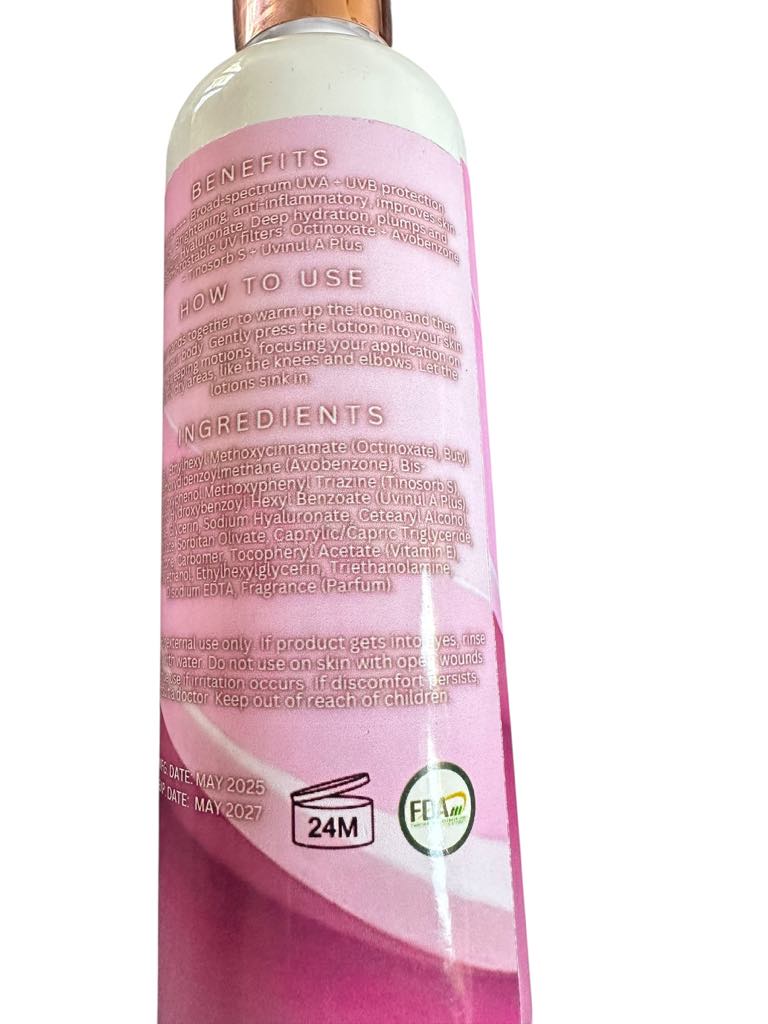 BENEFITS
Broad-spectrum UVA + UVB protection,
Brightening, anti-inflammatory, improves skin
Hyaluronate: Deep hydration, plumps and
UV filters: Octinoxate + Avobenzone
+ Tinosorb S + Uvinul A Plus
HOW TO USE
together to warm up the lotion and then
body. Gently press the lotion into your skin
motions, focusing your application on
dry areas, like the knees and elbows. Let the
lotions sink in.
INGREDIENTS
Methoxycinnamate (Octinoxate), Butyl
(Avobenzone), Bis-
Methoxyphenyl Triazine (Tinosorb S),
Hexyl Benzoate (Uvinul A Plus),
Sodium Hyaluronate, Cetearyl Alcohol,
Sorbitan Olivate, Caprylic/Capric Triglyceride,
Carbomer, Tocopheryl Acetate (Vitamin E),
Ethylhexylglycerin, Triethanolamine,
EDTA, Fragrance (Parfum)
external use only. If product gets into eyes, rinse
water. Do not use on skin with open wounds
if irritation occurs. If discomfort persists,
doctor. Keep out of reach of children.
DATE: MAY 2025
DATE: MAY 2027
24M
FDA